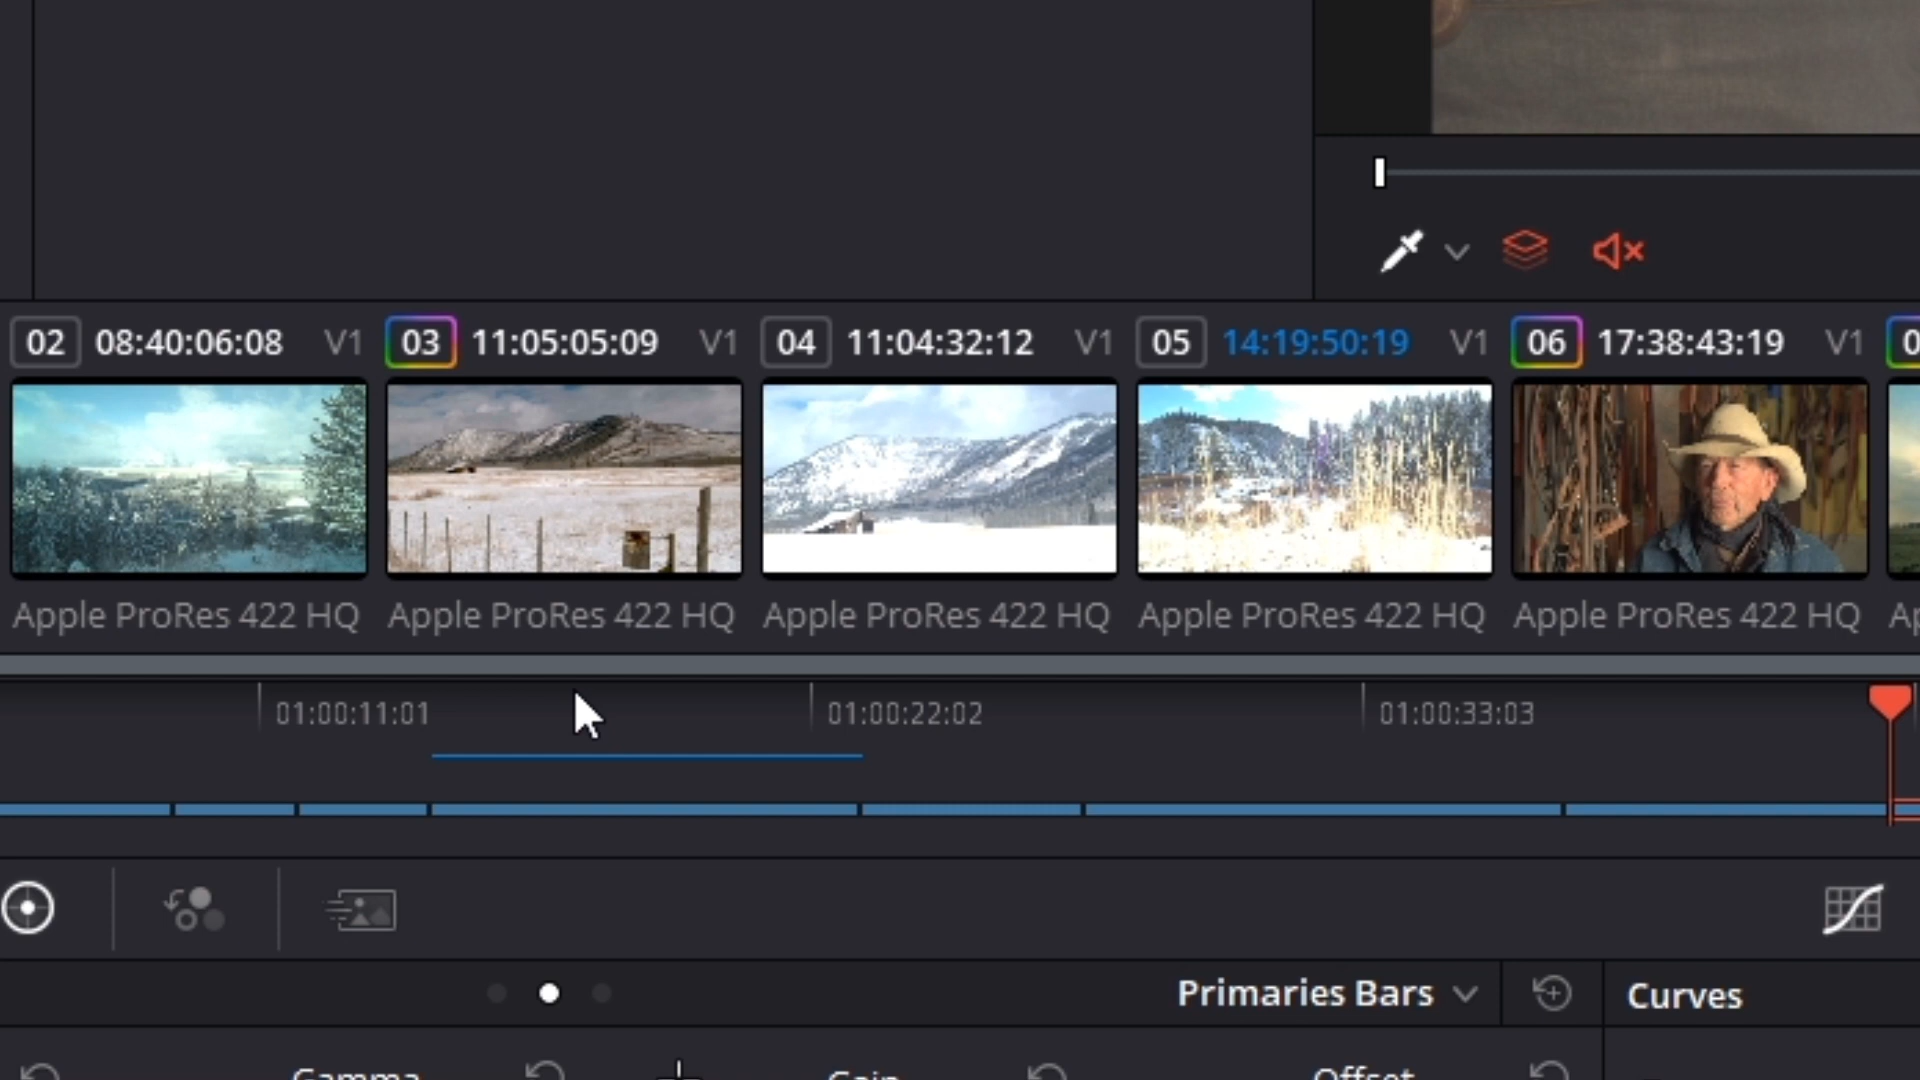 02 08:40:06:08 V1 03 11:05:05:09 V1 04 11:04:32:12 V1 05 14:19:50:19 V1 06 17:38:43:19 V1
Apple ProRes 422 HQ Apple ProRes 422 HQ Apple ProRes 422 HQ Apple ProRes 422 HQ Apple ProRes 422 HQ
01:00:11:01 01:00:22:02 01:00:33:03
Primaries Bars Curves
Gamma Gain Offset